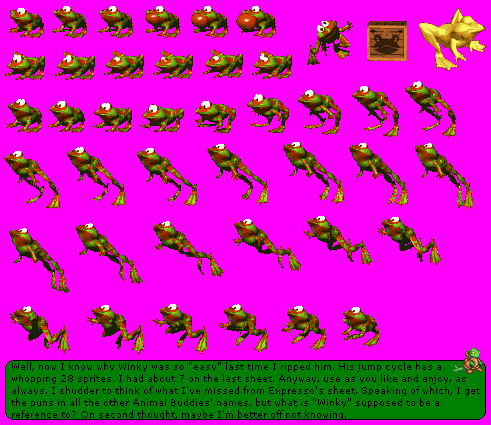 Well, now I know why Winky was so "easy" last time I ripped him. His jump cycle has a
whopping 28 sprites. I had about 7 on the last sheet. Anyway, use as you like and enjoy, as
always. I shudder to think of what I've missed from Expresso's sheet. Speaking of which, I get
the puns in all the other Animal Buddies' names, but what is "Winky" supposed to be a
reference to? On second thought, maybe I'm better off not knowing.